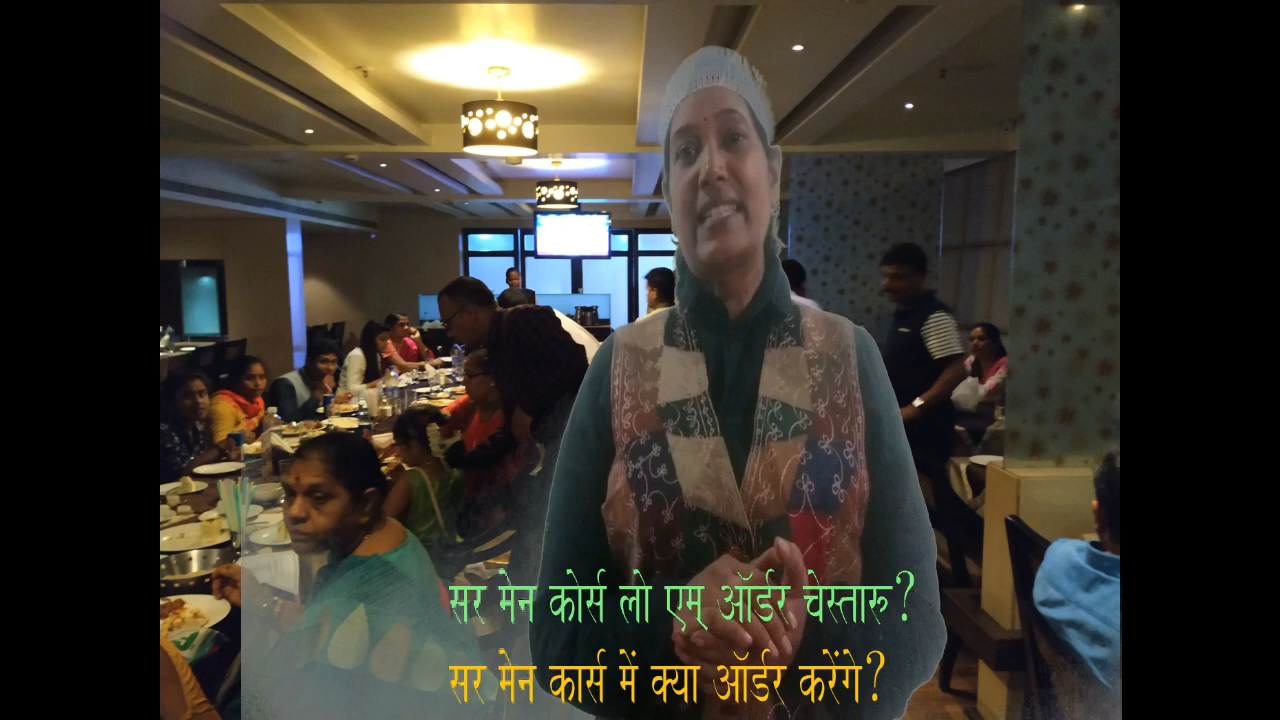 सर मेन कोर्स लो एम् ऑर्डर चेस्तारू?
सर मेन कार्स में क्या ऑर्डर करेंगे?